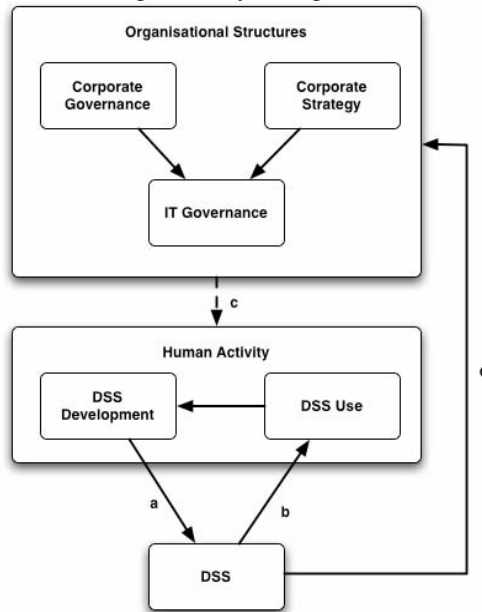 Organisational Structures
Corporate
Governance
Corporate
Strategy
IT Governance
c
Human Activity
DSS
Development
DSS Use
a
b
DSS